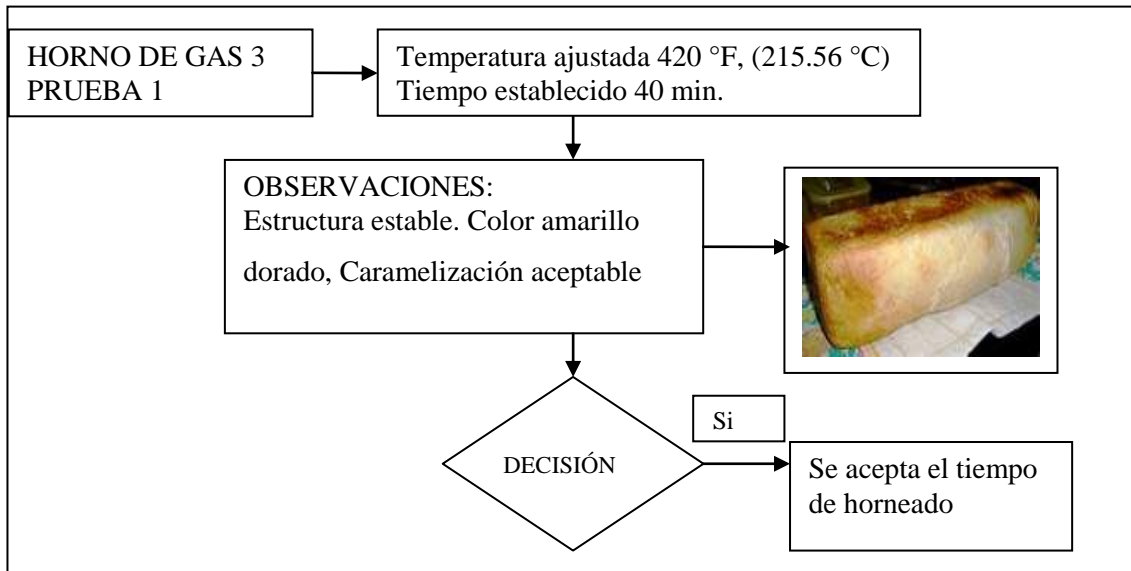 HORNO DE GAS 3
PRUEBA 1
Temperatura ajustada 420 °F, (215.56 °C)
Tiempo establecido 40 min.
OBSERVACIONES:
Estructura estable. Color amarillo
dorado, Caramelización aceptable
DECISIÓN
Si
Se acepta el tiempo
de horneado